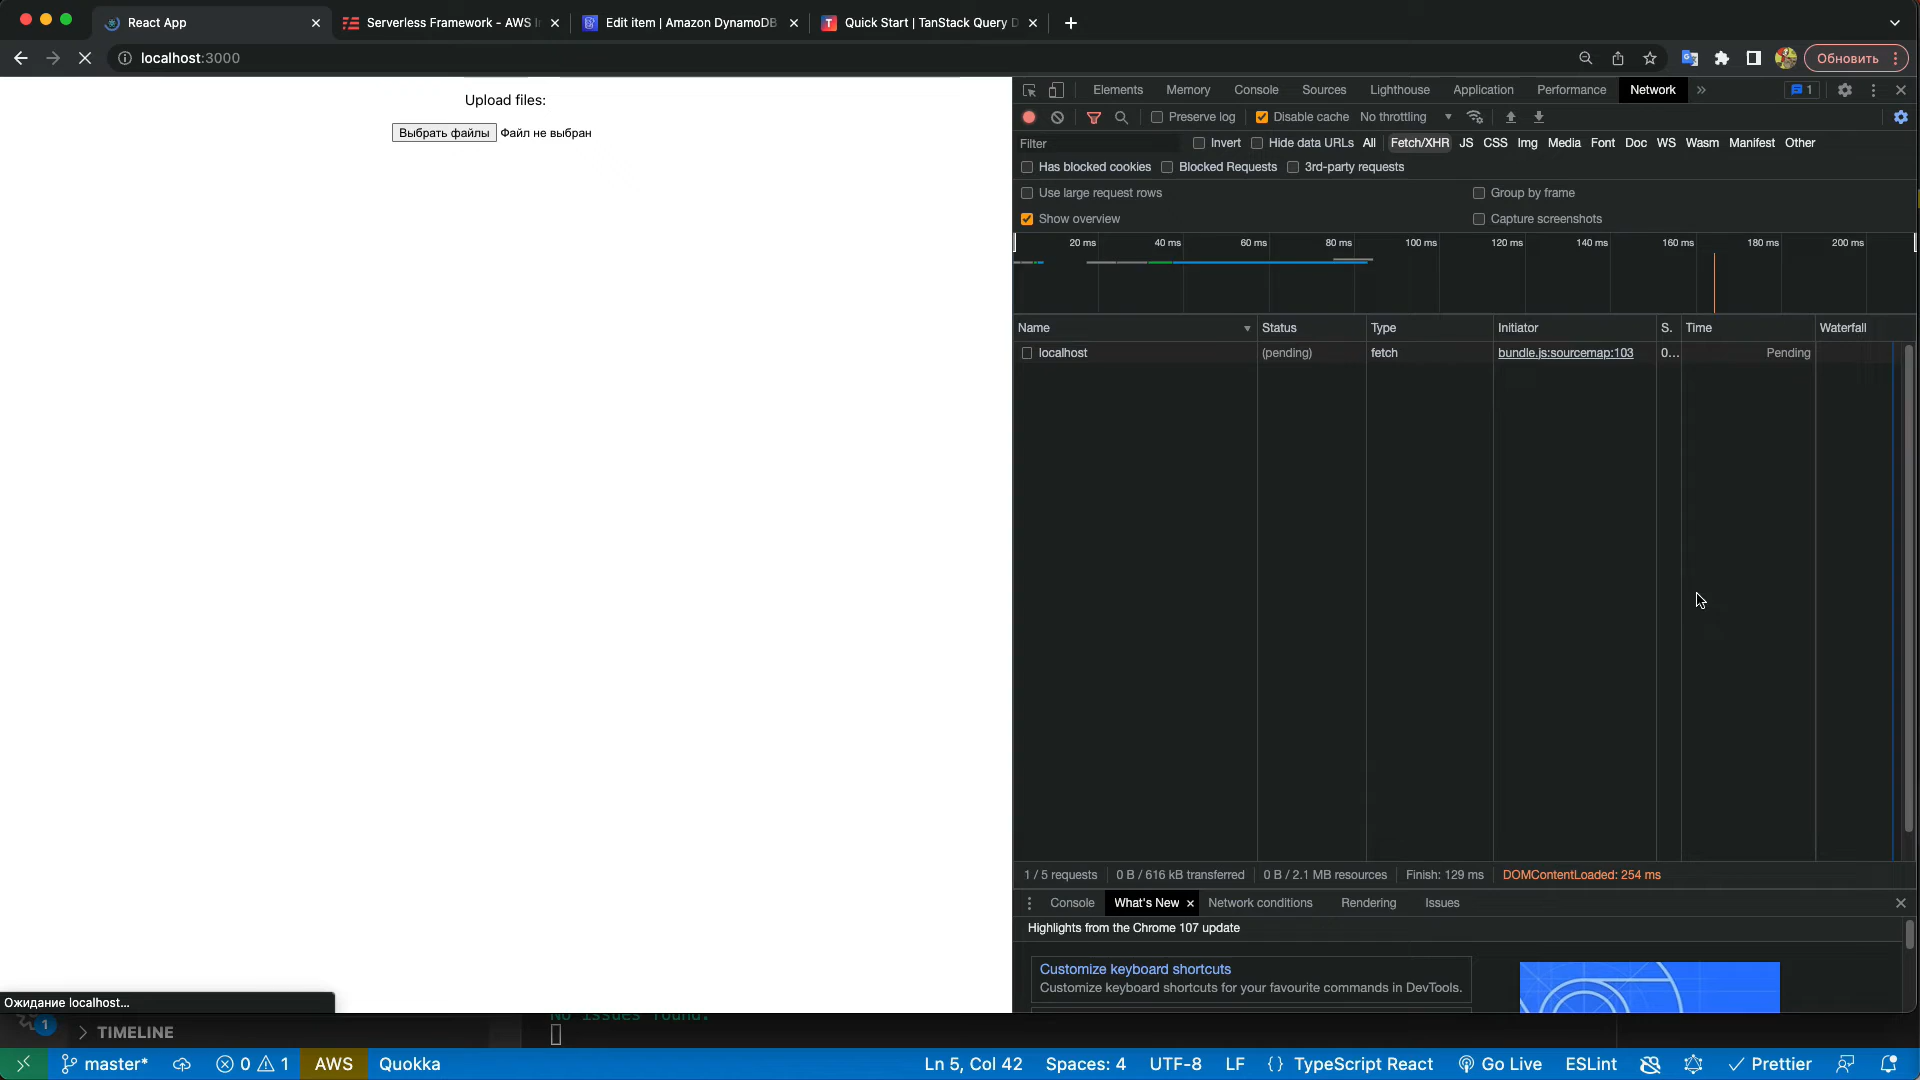 React App
Serverless Framework - AWS
Edit item | Amazon DynamoDB
Quick Start | TanStack Query
localhost:3000
Обновить
Upload files:
Выбрать файлы Файл не выбран
Elements Memory Console Sources Lighthouse Application Performance Network » 1
Preserve log Disable cache No throttling
Filter Invert Hide data URLs All Fetch/XHR JS CSS Img Media Font Doc WS Wasm Manifest Other
Has blocked cookies Blocked Requests 3rd-party requests
Use large request rows Group by frame
Show overview Capture screenshots
20 ms 40 ms 60 ms 80 ms 100 ms 120 ms 140 ms 160 ms 180 ms 200 ms
Name Status Type Initiator S. Time Waterfall
localhost (pending) fetch bundle.js:sourcemap:103 0... Pending
1 / 5 requests 0 B / 616 kB transferred 0 B / 2.1 MB resources Finish: 129 ms DOMContentLoaded: 254 ms
Console What's New Network conditions Rendering Issues
Highlights from the Chrome 107 update
Customize keyboard shortcuts
Customize keyboard shortcuts for your favourite commands in DevTools.
Ожидание localhost...
No issues found.
1 TIMELINE
master* 0 1 AWS Quokka Ln 5, Col 42 Spaces: 4 UTF-8 LF {} TypeScript React Go Live ESLint Prettier